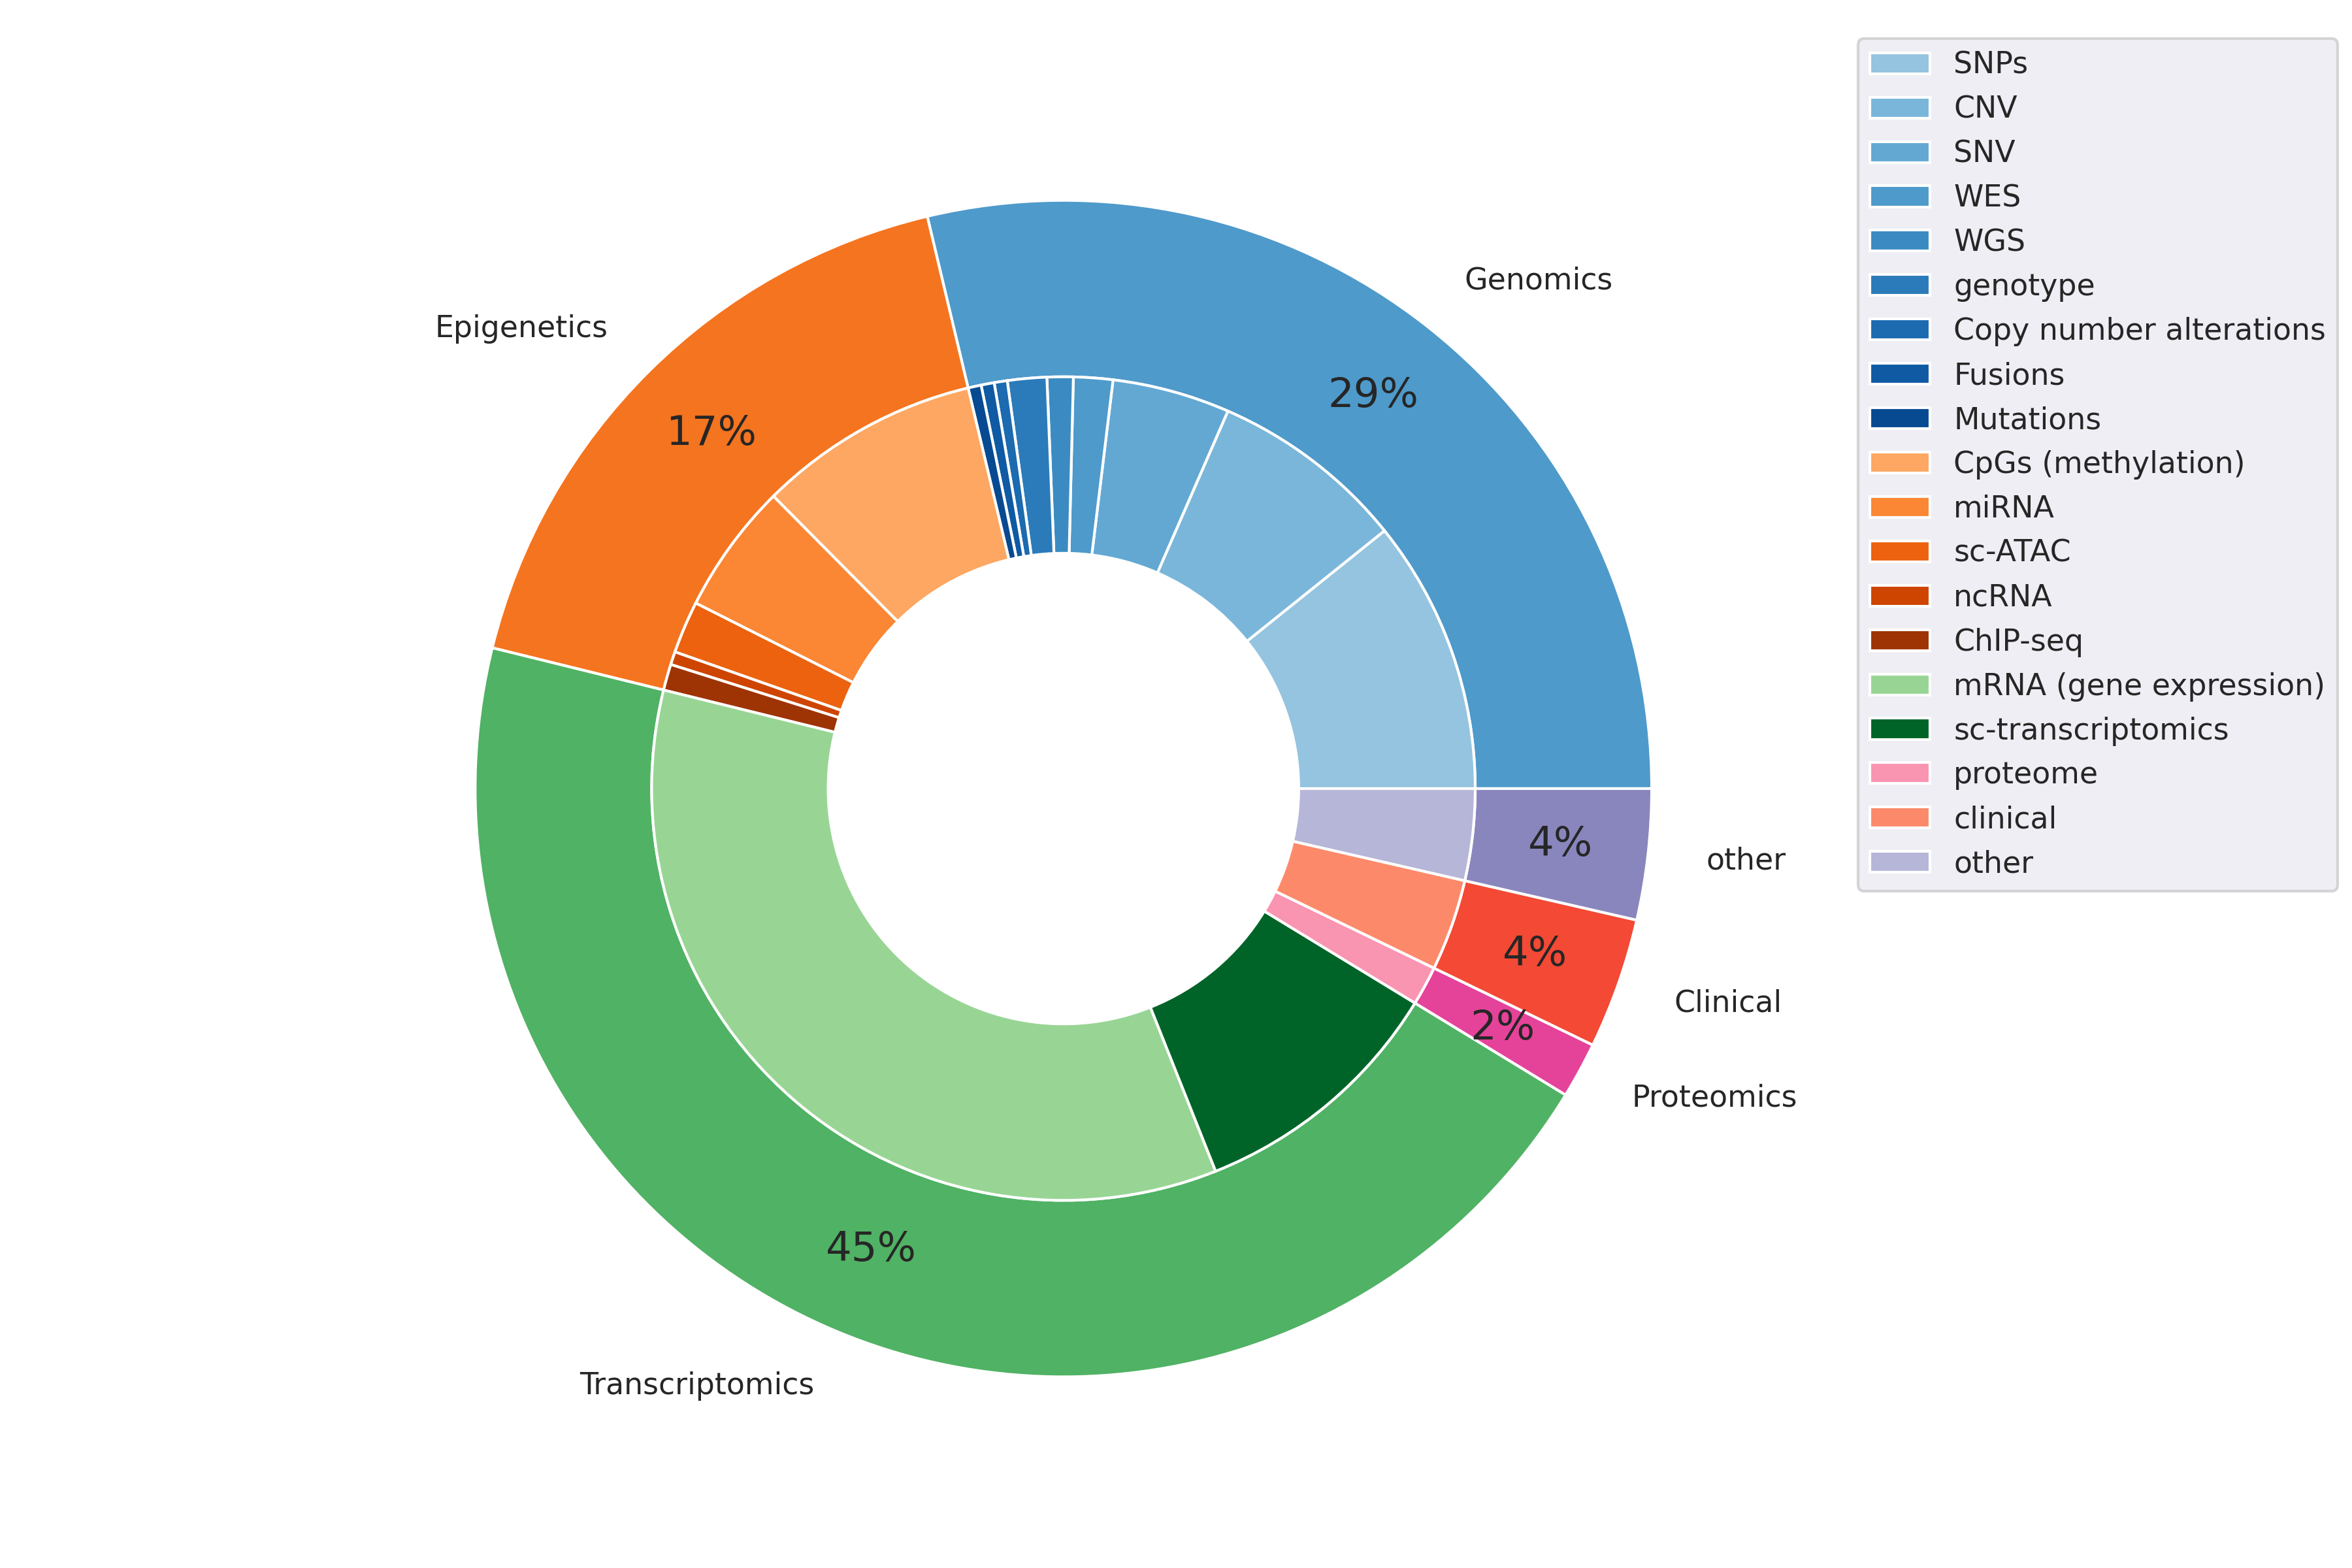 Genomics
29%
Epigenetics
17%
other
4%
Clinical
4%
Proteomics
2%
Transcriptomics
45%
SNPs
CNV
SNV
WES
WGS
genotype
Copy number alterations
Fusions
Mutations
CpGs (methylation)
miRNA
sc-ATAC
ncRNA
ChIP-seq
mRNA (gene expression)
sc-transcriptomics
proteome
clinical
other